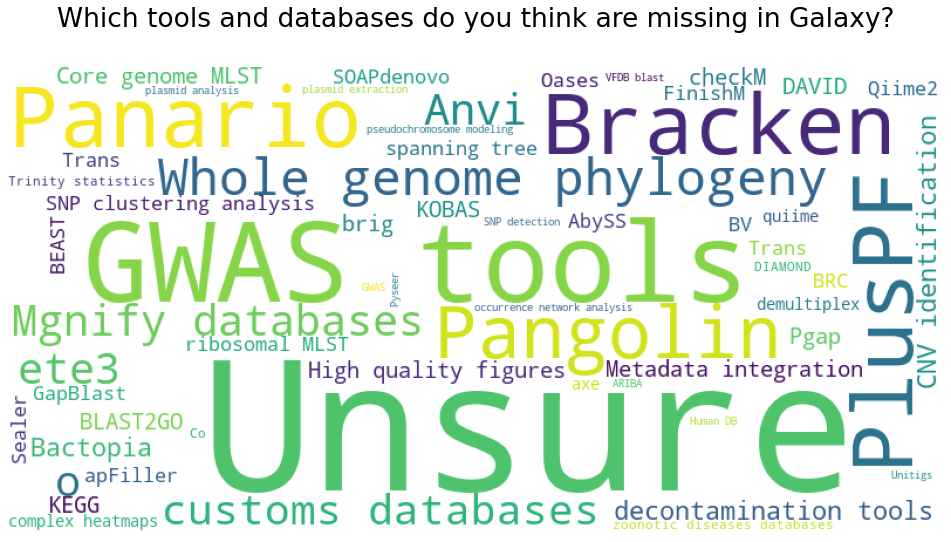 Which tools and databases do you think are missing in Galaxy?
Core genome MLST
SOAPdenovo
Oases
VFDB blast
checkM
DAVID
Qiime2
plasmid analysis
plasmid extraction
FinishM
Panario
Anvi
Bracken
pseudochromosome modeling
spanning tree
Trans
Trinity statistics
Whole genome phylogeny
SNP clustering analysis
KOBAS
BEAST
brig
SNP detection
AbySS
BV
quiime
CNV identification
PlusPF
GWAS tools
Trans
DIAMOND
BRC
GWAS
Pyseer
occurrence network analysis
demultiplex
Mgnify databases
Pangolin
Pgap
ribosomal MLST
ete3
High quality figures
Metadata integration
axe
ARIBA
GapBlast
Unsure
BLAST2GO
Co
Human DB
Sealer
Bactopia
o
apFiller
Unitigs
KEGG
customs databases
decontamination tools
complex heatmaps
zoonotic diseases databases